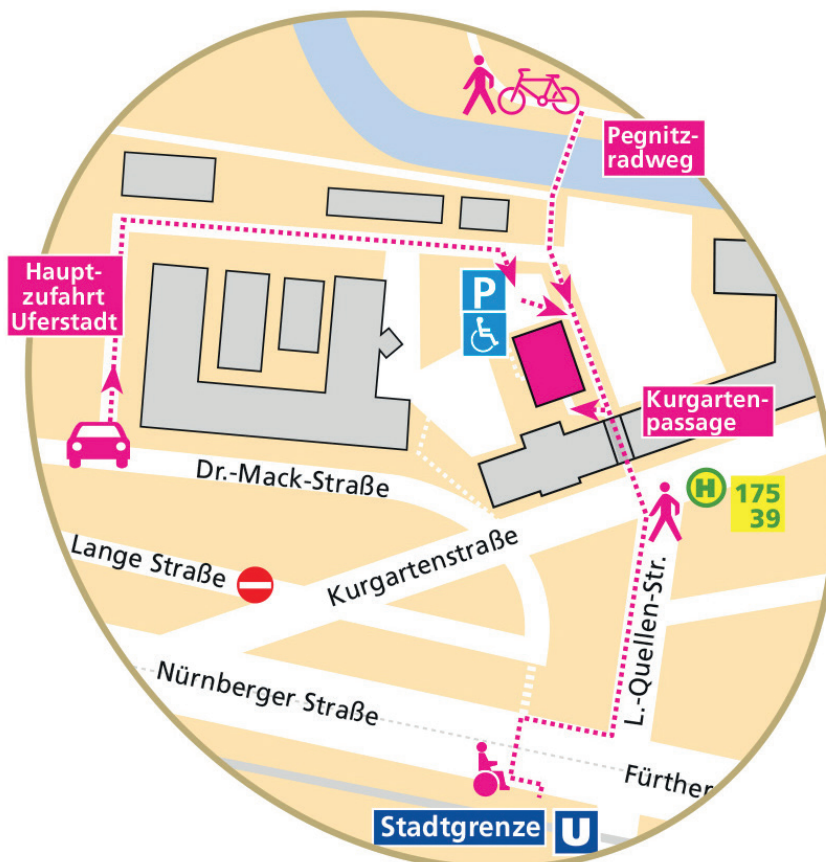 Pegnitz-
radweg
Haupt-
zufahrt
Uferstadt
P
Kurgarten-
passage
Dr.-Mack-Straße
H
175
39
Lange Straße
Kurgartenstraße
L.-Quellen-Str.
Nürnberger Straße
Fürther
Stadtgrenze U